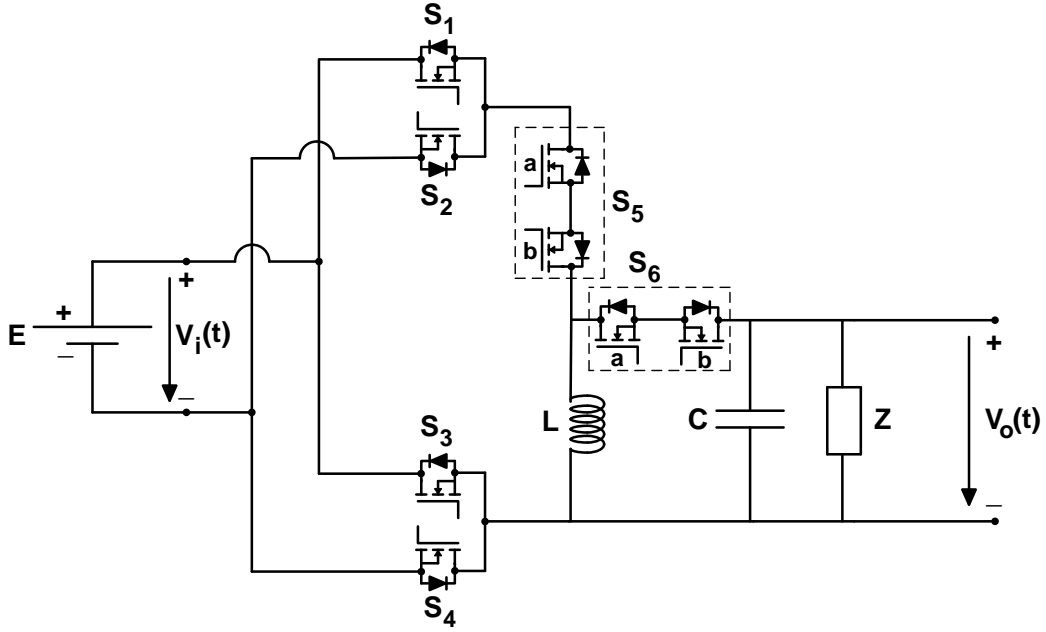 S1
S2
a
S5
b
S6
+
+
E
Vi(t)
−
−
a
b
+
L
C
Z
Vo(t)
S3
−
S4